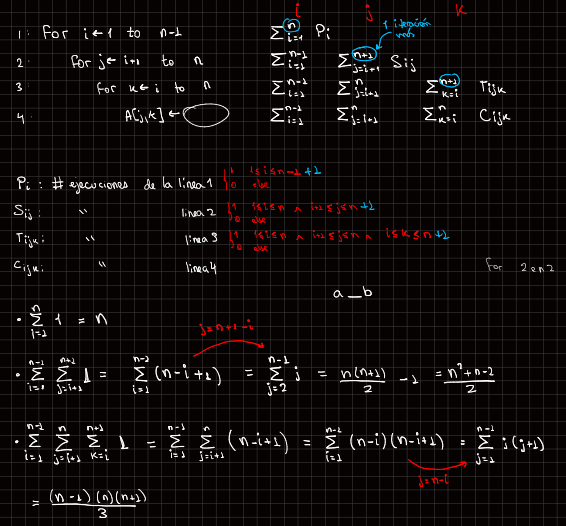 i j k
1: For i ← 1 to n-1 \sum_{i=1}^{n} P_i 1 iteración
2: For j ← i+1 to n \sum_{i=1}^{n-1} \sum_{j=i+1}^{n+1} S_{ij}
3 For k ← i to n \sum_{i=1}^{n-1} \sum_{j=i+1}^{n} \sum_{k=i}^{n+1} T_{ijk}
4. A[j,k] ← \sum_{i=1}^{n-1} \sum_{j=i+1}^{n} \sum_{k=i}^{n} C_{ijk}
P_i : # ejecuciones de la linea 1 { 1 1≤i≤n-1 +1
0 else
S_{ij} : " linea 2 { 1 1≤i≤n ∧ i+1≤j≤n +1
0 else
T_{ijk} : " linea 3 { 1 1≤i≤n ∧ i+1≤j≤n ∧ i≤k≤n +1
0 else
C_{ijk} : " linea 4
For 2 en 2
a _ b
• \sum_{i=1}^{n} 1 = n
j=n+1-i
• \sum_{i=1}^{n-1} \sum_{j=i+1}^{n+1} 1 = \sum_{i=1}^{n-1} (n-i+1) = \sum_{j=2}^{n-1} j = \frac{n(n+1)}{2} - 1 = \frac{n^2+n-2}{2}
• \sum_{i=1}^{n-1} \sum_{j=i+1}^{n} \sum_{k=i}^{n+1} 1 = \sum_{i=1}^{n-1} \sum_{j=i+1}^{n} (n-i+1) = \sum_{i=1}^{n-1} (n-i)(n-i+1) = \sum_{j=1}^{n-1} j(j+1)
j=n-i
= \frac{(n-1)(n)(n+1)}{3}